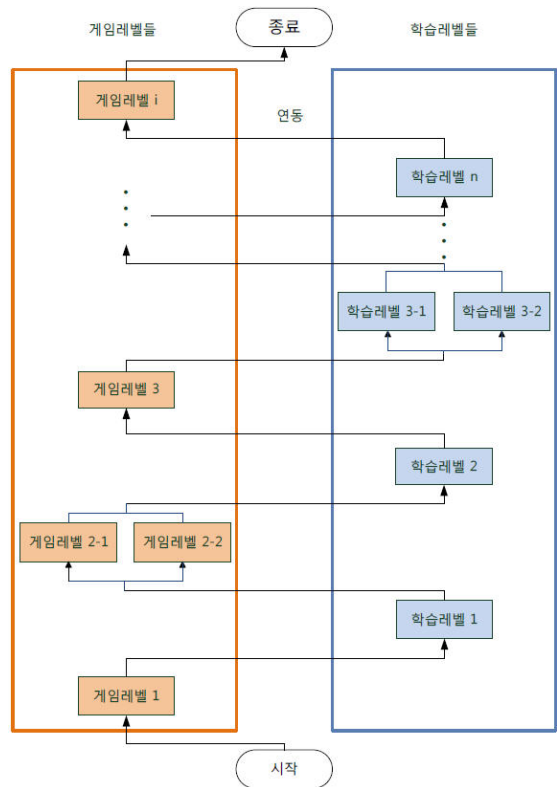 게임레벨들
종료
학습레벨들
게임레벨 i
연동
학습레벨 n
학습레벨 3-1
학습레벨 3-2
게임레벨 3
학습레벨 2
게임레벨 2-1
게임레벨 2-2
학습레벨 1
게임레벨 1
시작